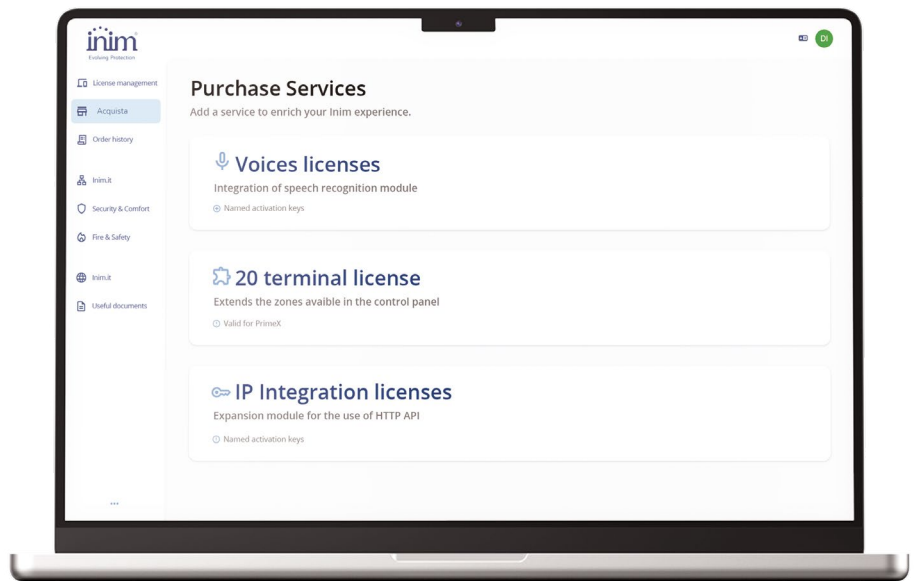 inim
Evolving Protection
DI
License management
Acquista
Order history
Inim.it
Security & Comfort
Fire & Safety
Inim.it
Useful documents
...
Purchase Services
Add a service to enrich your Inim experience.
Voices licenses
Integration of speech recognition module
Named activation keys
20 terminal license
Extends the zones avaible in the control panel
Valid for PrimeX
IP Integration licenses
Expansion module for the use of HTTP API
Named activation keys